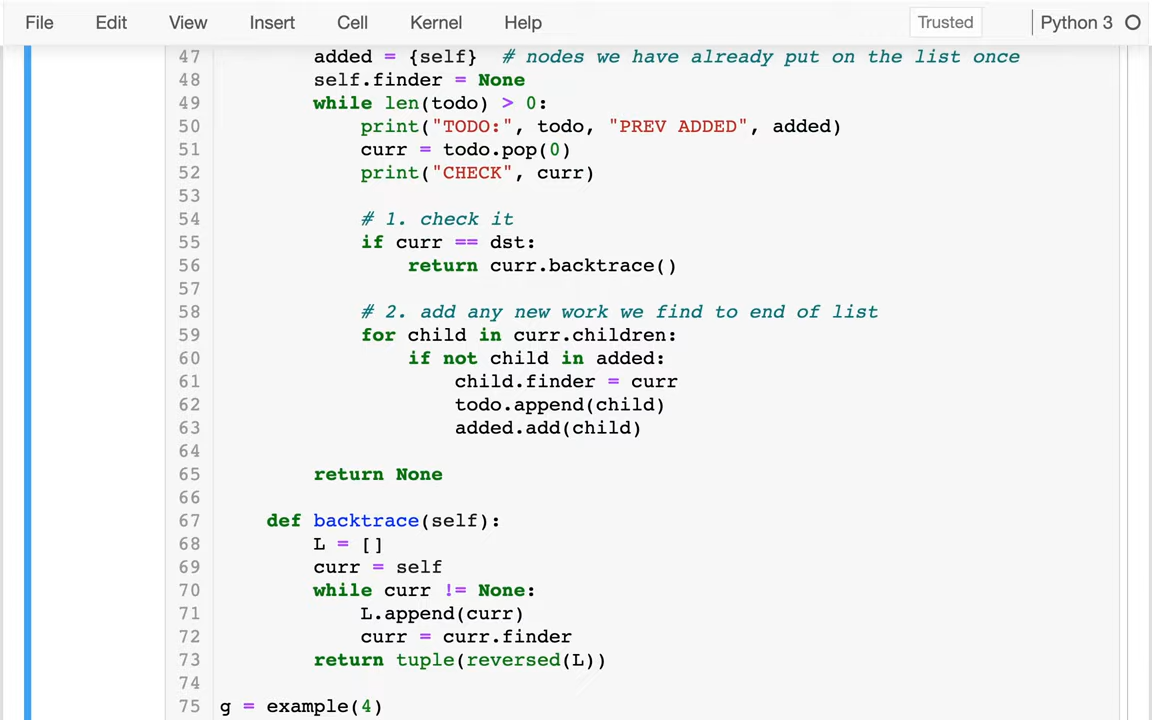 File Edit View Insert Cell Kernel Help Trusted Python 3
47 added = {self} # nodes we have already put on the list once
48 self.finder = None
49 while len(todo) > 0:
50 print("TODO:", todo, "PREV ADDED", added)
51 curr = todo.pop(0)
52 print("CHECK", curr)
53
54 # 1. check it
55 if curr == dst:
56 return curr.backtrace()
57
58 # 2. add any new work we find to end of list
59 for child in curr.children:
60 if not child in added:
61 child.finder = curr
62 todo.append(child)
63 added.add(child)
64
65 return None
66
67 def backtrace(self):
68 L = []
69 curr = self
70 while curr != None:
71 L.append(curr)
72 curr = curr.finder
73 return tuple(reversed(L))
74
75 g = example(4)